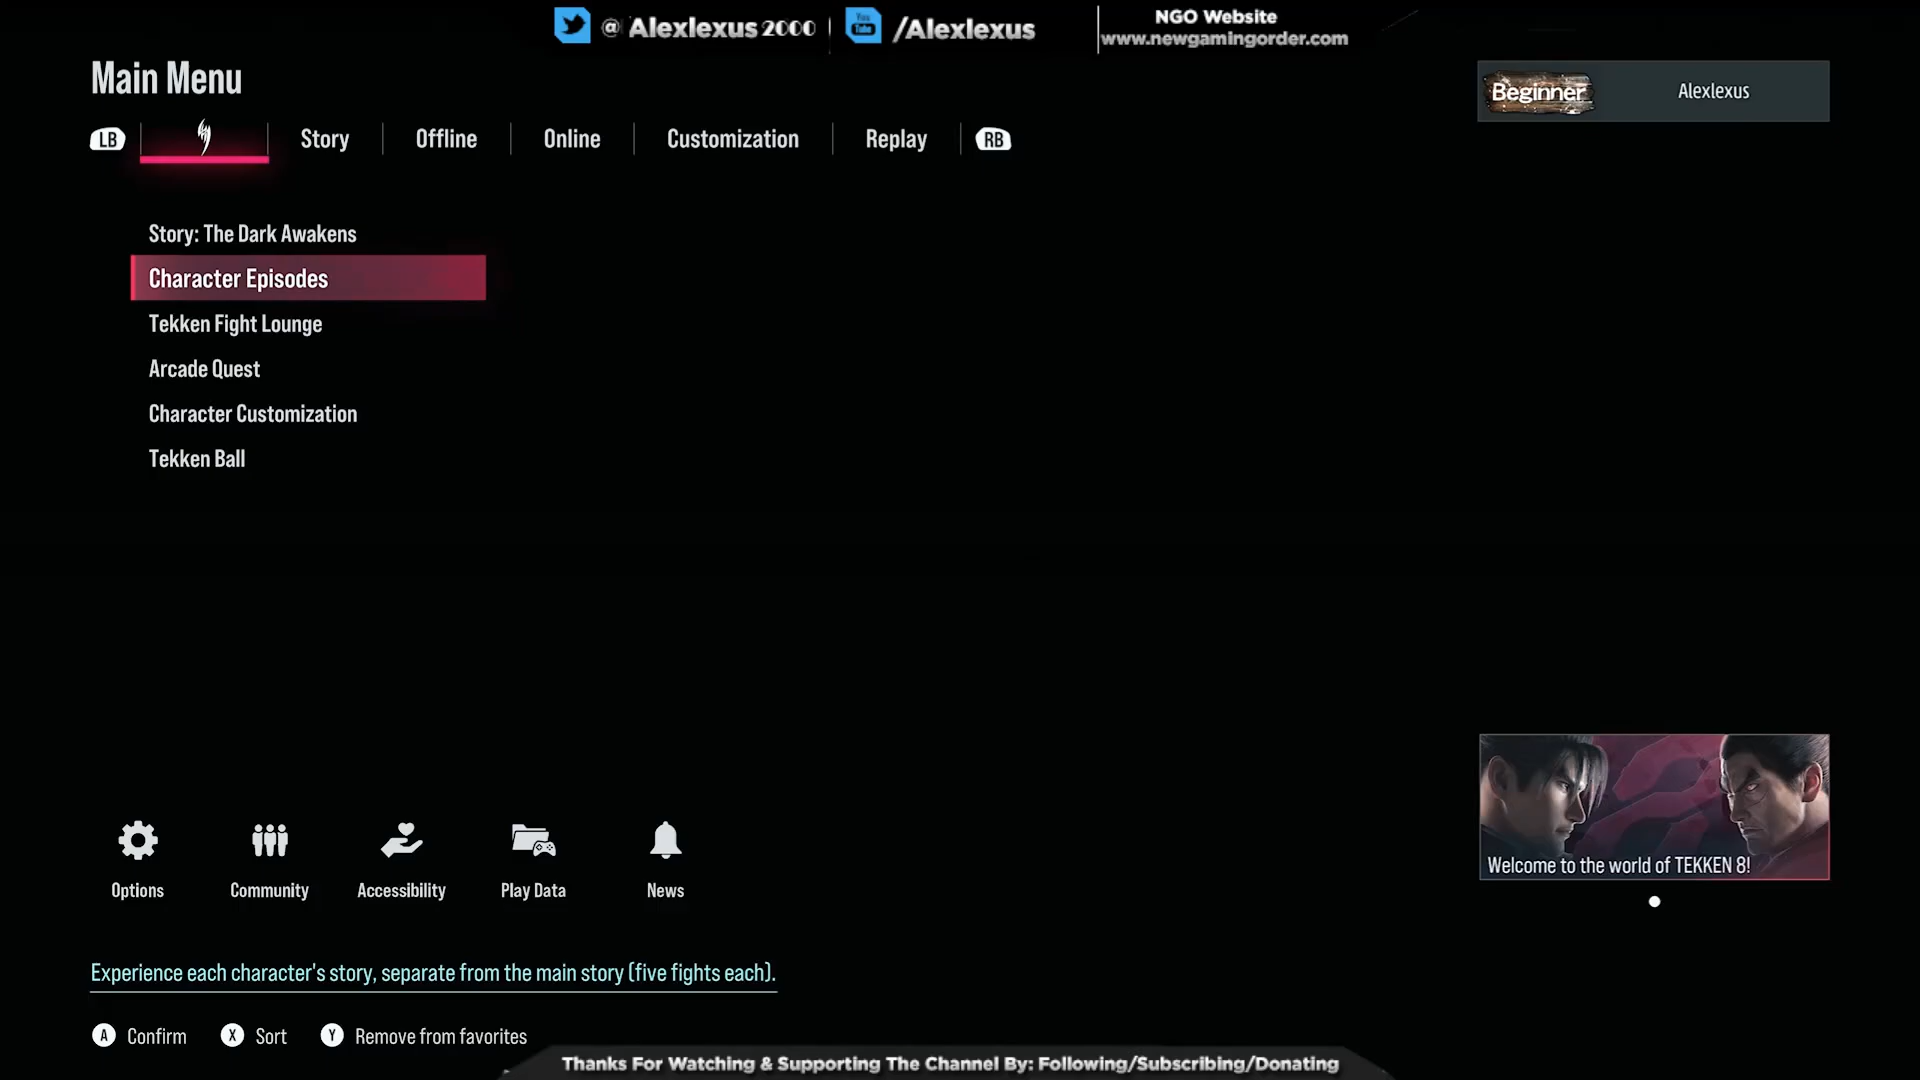 @ Alexlexus 2000
You Tube /Alexlexus
NGO Website
www.newgamingorder.com
Main Menu
Beginner Alexlexus
LB Story Offline Online Customization Replay RB
Story: The Dark Awakens
Character Episodes
Tekken Fight Lounge
Arcade Quest
Character Customization
Tekken Ball
Welcome to the world of TEKKEN 8!
Options Community Accessibility Play Data News
Experience each character's story, separate from the main story (five fights each).
A Confirm X Sort Y Remove from favorites
Thanks For Watching & Supporting The Channel By: Following/Subscribing/Donating